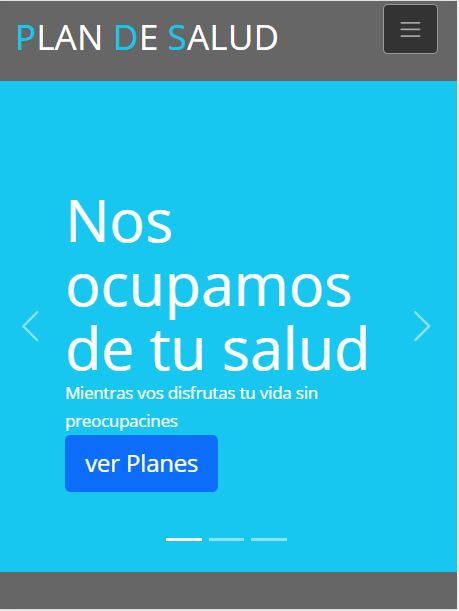 PLAN DE SALUD
Nos
ocupamos
de tu salud
Mientras vos disfrutas tu vida sin
preocupacines
ver Planes